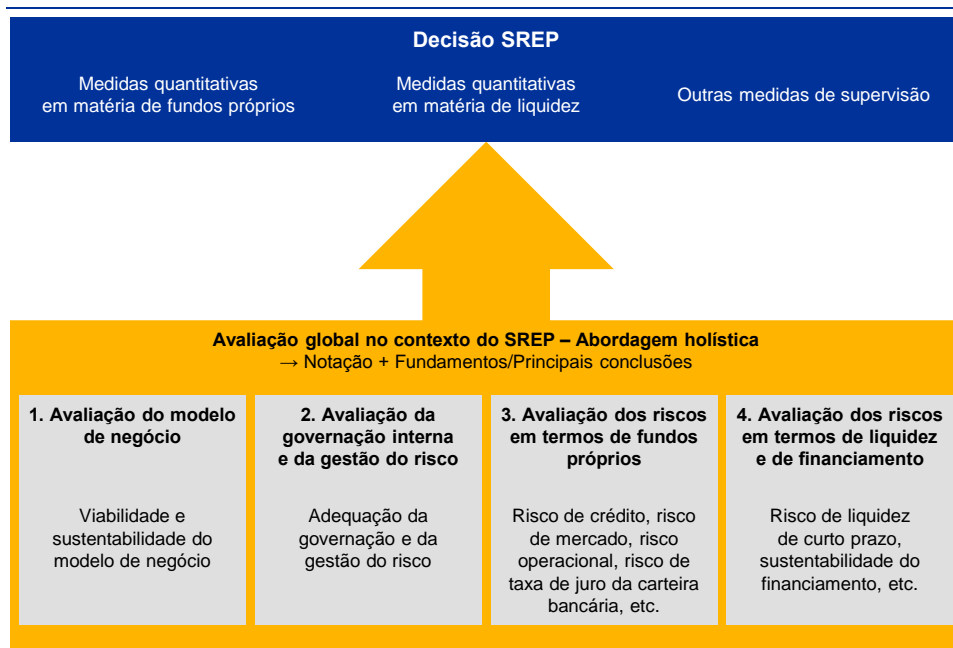 Decisão SREP
Medidas quantitativas
em matéria de fundos próprios
Medidas quantitativas
em matéria de liquidez
Outras medidas de supervisão
Avaliação global no contexto do SREP – Abordagem holística
→ Notação + Fundamentos/Principais conclusões
1. Avaliação do modelo
de negócio
Viabilidade e
sustentabilidade do
modelo de negócio
2. Avaliação da
governação interna
e da gestão do risco
Adequação da
governação e da
gestão do risco
3. Avaliação dos riscos
em termos de fundos
próprios
Risco de crédito, risco
de mercado, risco
operacional, risco de
taxa de juro da carteira
bancária, etc.
4. Avaliação dos riscos
em termos de liquidez
e de financiamento
Risco de liquidez
de curto prazo,
sustentabilidade do
financiamento, etc.